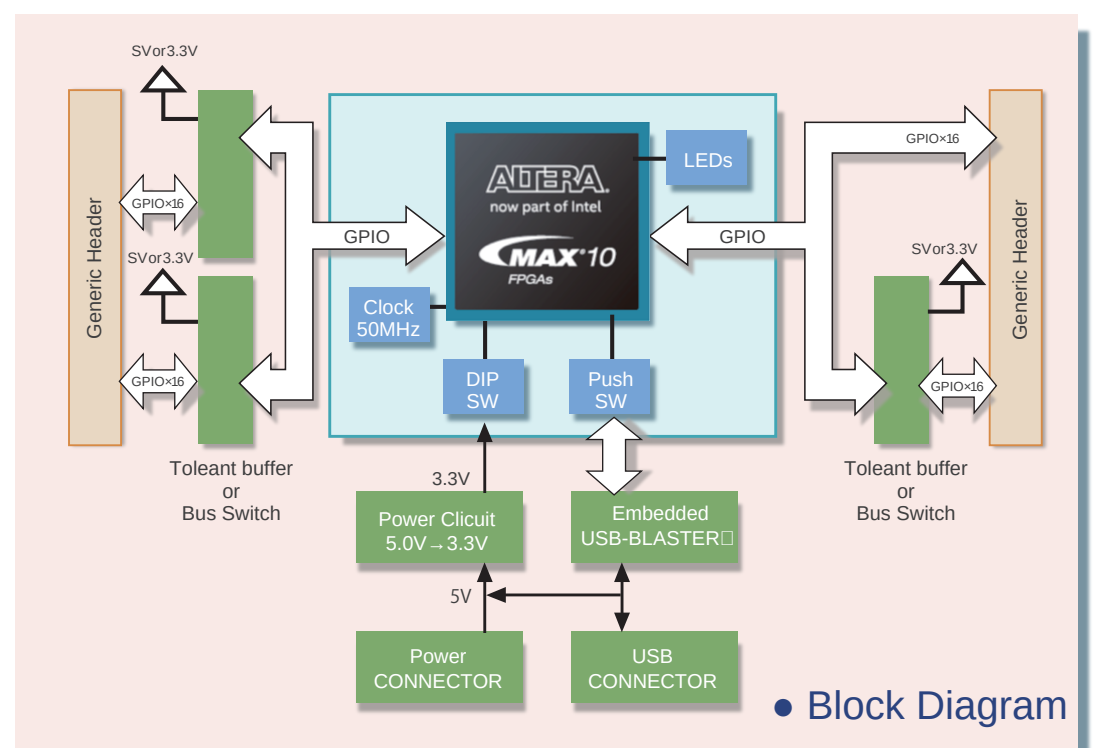 SVor3.3V
Generic Header
GPIO×16
SVor3.3V
GPIO×16
Toleant buffer
or
Bus Switch
GPIO
ALTERA.
now part of Intel
MAX®10
FPGAs
LEDs
Clock
50MHz
DIP
SW
Push
SW
GPIO
GPIO×16
SVor3.3V
GPIO×16
Generic Header
Toleant buffer
or
Bus Switch
3.3V
Power Clicuit
5.0V→3.3V
Embedded
USB-BLASTER□
5V
Power
CONNECTOR
USB
CONNECTOR
● Block Diagram